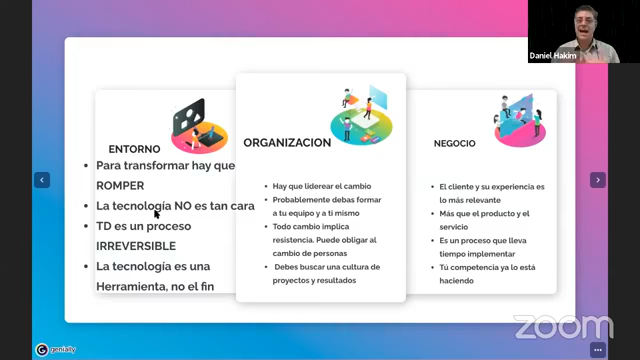 Daniel Hakim
ENTORNO
Para transformar hay que
ROMPER
La tecnología NO es tan cara
TD es un proceso
IRREVERSIBLE
La tecnología es una
Herramienta, no el fin
ORGANIZACION
Hay que liderear el cambio
Probablemente debas formar
a tu equipo y a ti mismo
Todo cambio implica
resistencia. Puede obligar al
cambio de personas
Debes buscar una cultura de
proyectos y resultados
NEGOCIO
El cliente y su experiencia es
lo más relevante
Más que el producto y el
servicio
Es un proceso que lleva
tiempo implementar
Tú competencia ya lo está
haciendo
genially
zoom